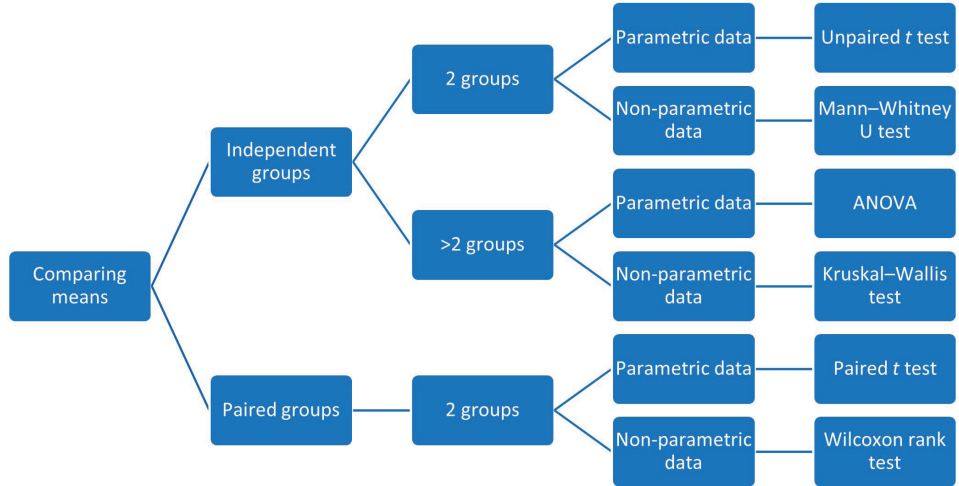 Comparing
means
Independent
groups
2 groups
Parametric data
Unpaired t test
Non-parametric
data
Mann–Whitney
U test
>2 groups
Parametric data
ANOVA
Non-parametric
data
Kruskal–Wallis
test
Paired groups
2 groups
Parametric data
Paired t test
Non-parametric
data
Wilcoxon rank
test